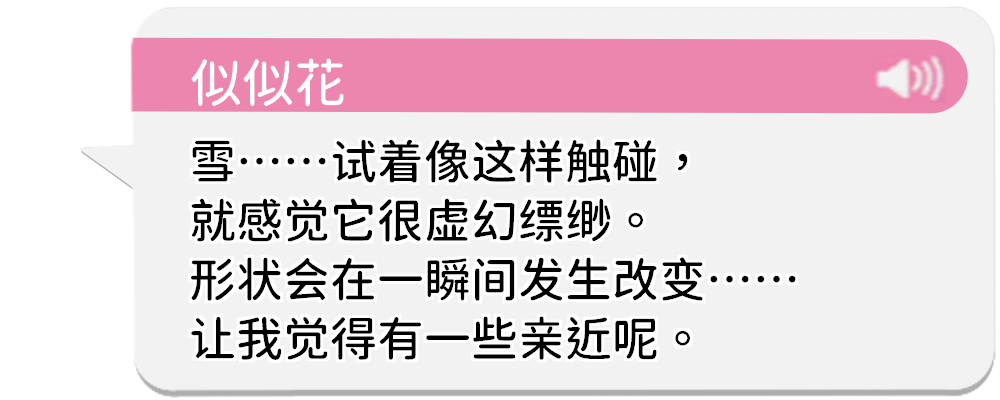 似似花
雪……试着像这样触碰，
就感觉它很虚幻缥缈。
形状会在一瞬间发生改变……
让我觉得有一些亲近呢。